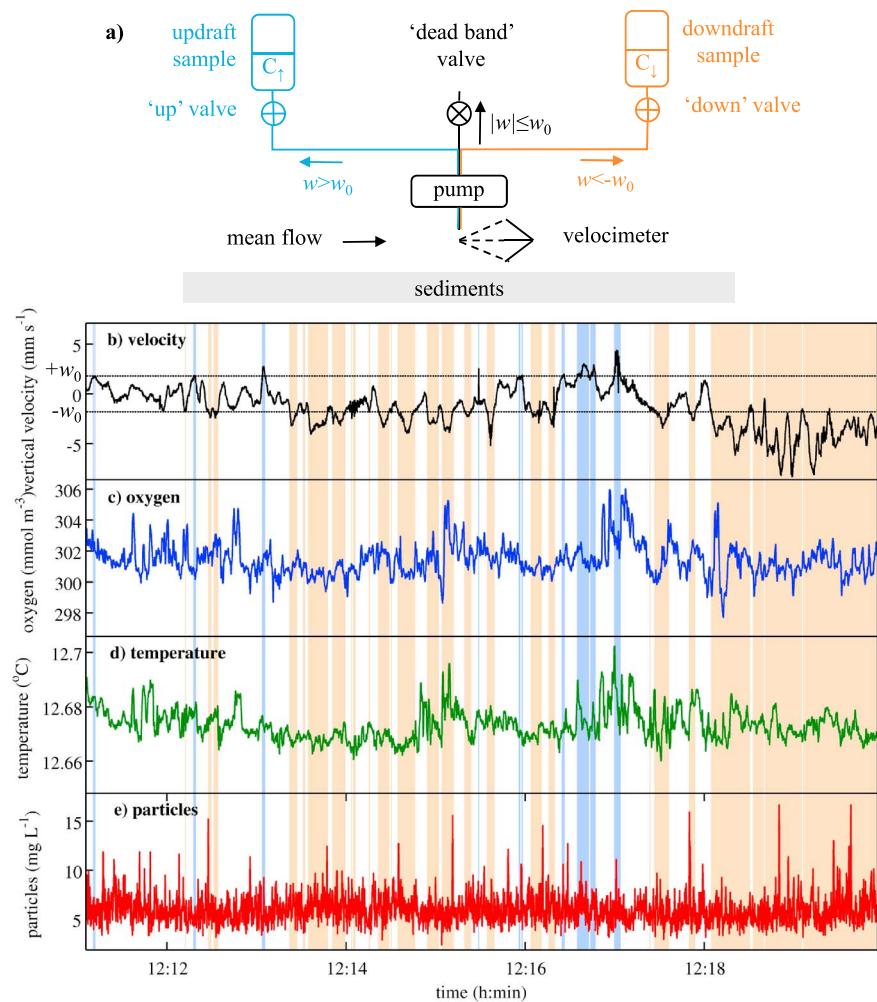 a)
updraft
sample
C↑
'up' valve
'dead band'
valve
|w|≤w₀
downdraft
sample
C↓
'down' valve
w>w₀
w<-w₀
pump
mean flow
velocimeter
sediments
b) velocity
vertical velocity (mm s⁻¹)
5
+w₀
0
-w₀
-5
c) oxygen
oxygen (mmol m⁻³)
306
304
302
300
298
d) temperature
temperature (⁰C)
12.7
12.68
12.66
e) particles
particles (mg L⁻¹)
15
10
5
12:12
12:14
12:16
12:18
time (h:min)